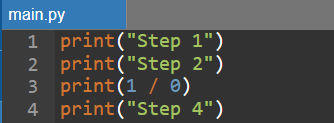 main.py
1 print("Step 1")
2 print("Step 2")
3 print(1 / 0)
4 print("Step 4")